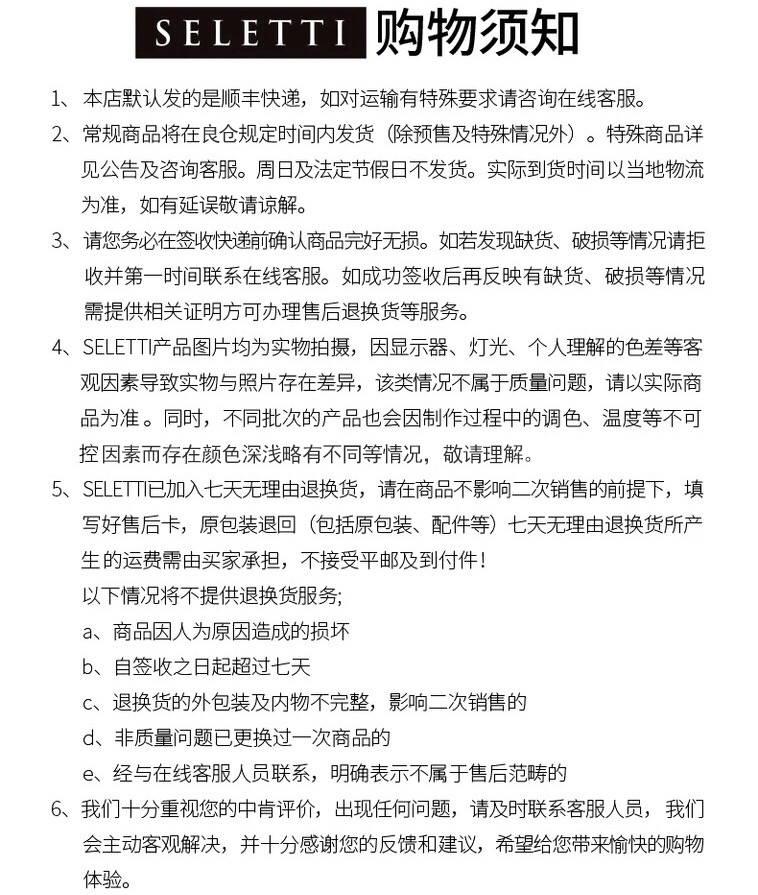 SELETTI 购物须知
1、本店默认发的是顺丰快递，如对运输有特殊要求请咨询在线客服。
2、常规商品将在良仓规定时间内发货（除预售及特殊情况外）。特殊商品详
见公告及咨询客服。周日及法定节假日不发货。实际到货时间以当地物流
为准，如有延误敬请谅解。
3、请您务必在签收快递前确认商品完好无损。如若发现缺货、破损等情况请拒
收并第一时间联系在线客服。如成功签收后再反映有缺货、破损等情况
需提供相关证明方可办理售后退换货等服务。
4、SELETTI产品图片均为实物拍摄，因显示器、灯光、个人理解的色差等客
观因素导致实物与照片存在差异，该类情况不属于质量问题，请以实际商
品为准。同时，不同批次的产品也会因制作过程中的调色、温度等不可
控因素而存在颜色深浅略有不同等情况，敬请理解。
5、SELETTI已加入七天无理由退换货，请在商品不影响二次销售的前提下，填
写好售后卡，原包装退回（包括原包装、配件等）七天无理由退换货所产
生的运费需由买家承担，不接受平邮及到付件！
以下情况将不提供退换货服务;
a、商品因人为原因造成的损坏
b、自签收之日起超过七天
c、退换货的外包装及内物不完整，影响二次销售的
d、非质量问题已更换过一次商品的
e、经与在线客服人员联系，明确表示不属于售后范畴的
6、我们十分重视您的中肯评价，出现任何问题，请及时联系客服人员，我们
会主动客观解决，并十分感谢您的反馈和建议，希望给您带来愉快的购物
体验。